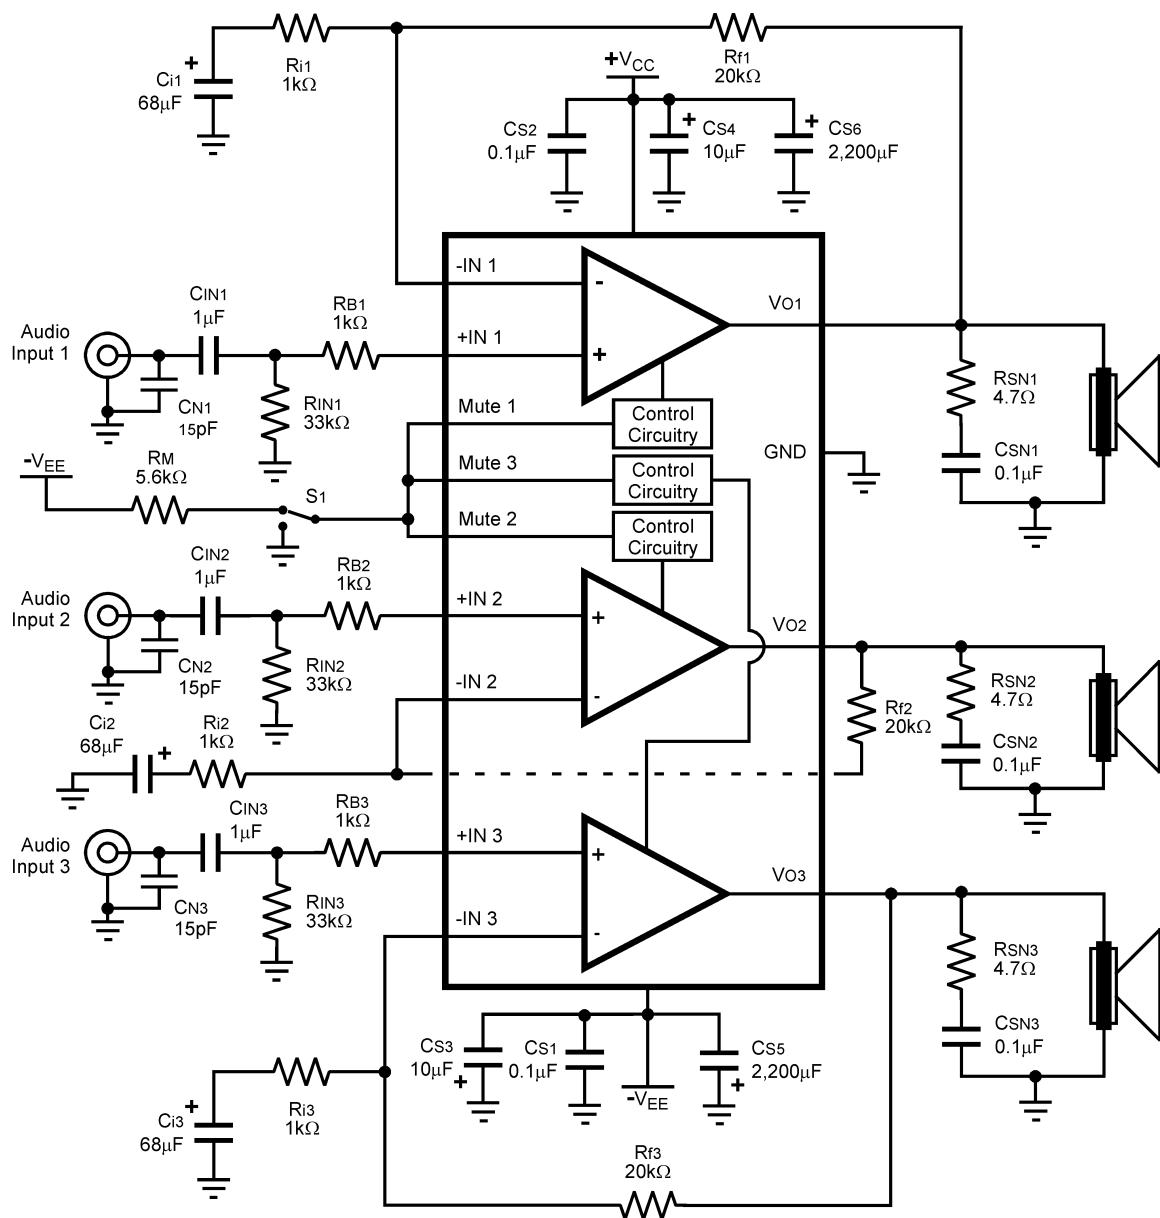 Ci1
68µF
+
Ri1
1kΩ
Rf1
20kΩ
+VCC
CS2
0.1µF
+
CS4
10µF
+
CS6
2,200µF
-IN 1
-
VO1
Audio
Input 1
CIN1
1µF
RB1
1kΩ
+IN 1
+
CN1
15pF
RIN1
33kΩ
Mute 1
Control
Circuitry
RSN1
4.7Ω
CSN1
0.1µF
GND
-VEE
RM
5.6kΩ
S1
Mute 3
Control
Circuitry
Mute 2
Control
Circuitry
Audio
Input 2
CIN2
1µF
RB2
1kΩ
+IN 2
+
VO2
CN2
15pF
RIN2
33kΩ
-IN 2
-
Rf2
20kΩ
RSN2
4.7Ω
CSN2
0.1µF
Ci2
68µF
+
Ri2
1kΩ
Audio
Input 3
CIN3
1µF
RB3
1kΩ
+IN 3
+
VO3
CN3
15pF
RIN3
33kΩ
-IN 3
-
RSN3
4.7Ω
CSN3
0.1µF
CS3
10µF
+
CS1
0.1µF
CS5
2,200µF
+
-VEE
Ci3
68µF
+
Ri3
1kΩ
Rf3
20kΩ